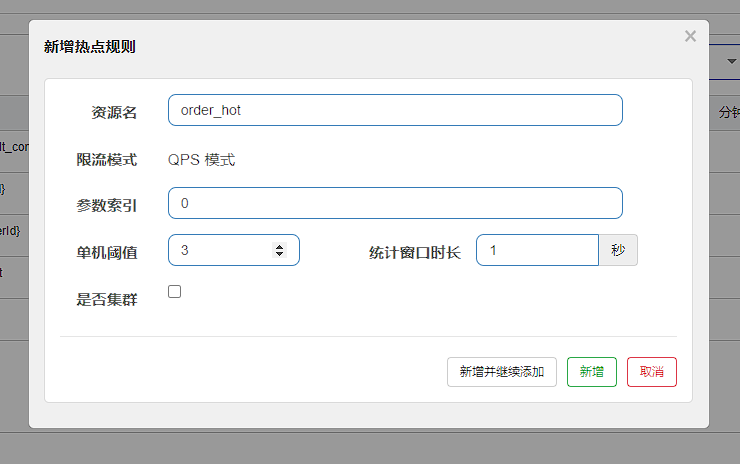 新增热点规则
×
分钟
资源名 order_hot
lt_con
限流模式 QPS 模式
d}
参数索引 0
erId}
单机阈值 3 统计窗口时长 1 秒
t
是否集群
新增并继续添加 新增 取消